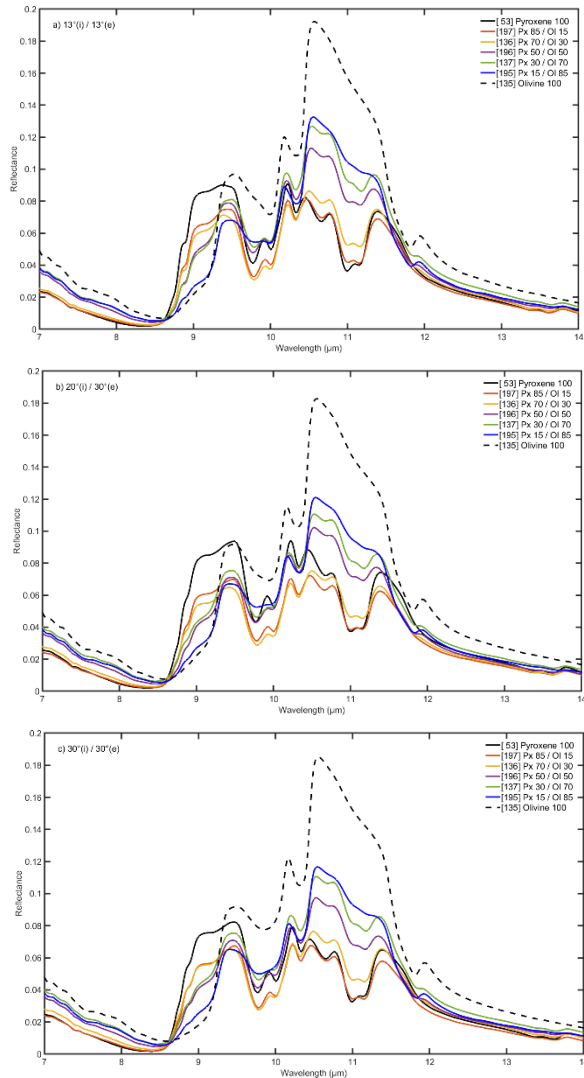 a) 13°(i) / 13°(e)
[ 53] Pyroxene 100
[197] Px 85 / Ol 15
[136] Px 70 / Ol 30
[196] Px 50 / Ol 50
[137] Px 30 / Ol 70
[195] Px 15 / Ol 85
[135] Olivine 100
0.2
0.18
0.16
0.14
0.12
0.1
0.08
0.06
0.04
0.02
0
Reflectance
7 8 9 10 11 12 13 14
Wavelength (μm)
b) 20°(i) / 30°(e)
[ 53] Pyroxene 100
[197] Px 85 / Ol 15
[136] Px 70 / Ol 30
[196] Px 50 / Ol 50
[137] Px 30 / Ol 70
[195] Px 15 / Ol 85
[135] Olivine 100
0.2
0.18
0.16
0.14
0.12
0.1
0.08
0.06
0.04
0.02
0
Reflectance
7 8 9 10 11 12 13 14
Wavelength (μm)
c) 30°(i) / 30°(e)
[ 53] Pyroxene 100
[197] Px 85 / Ol 15
[136] Px 70 / Ol 30
[196] Px 50 / Ol 50
[137] Px 30 / Ol 70
[195] Px 15 / Ol 85
[135] Olivine 100
0.2
0.18
0.16
0.14
0.12
0.1
0.08
0.06
0.04
0.02
0
Reflectance
7 8 9 10 11 12 13 14
Wavelength (μm)